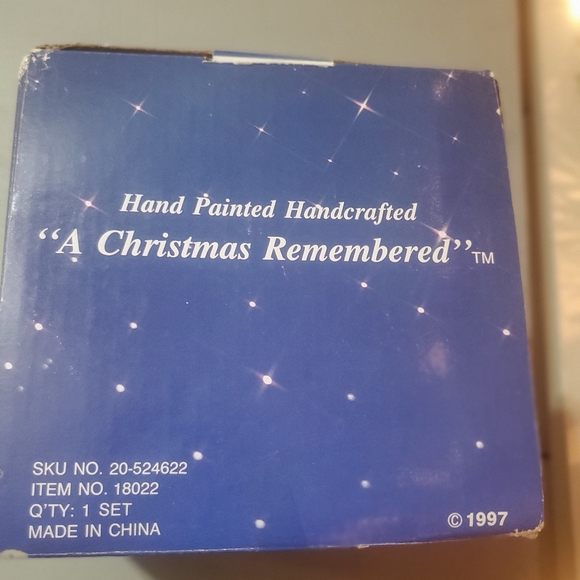 Hand Painted Handcrafted
“A Christmas Remembered”™
SKU NO. 20-524622
ITEM NO. 18022
Q'TY: 1 SET
MADE IN CHINA
©1997